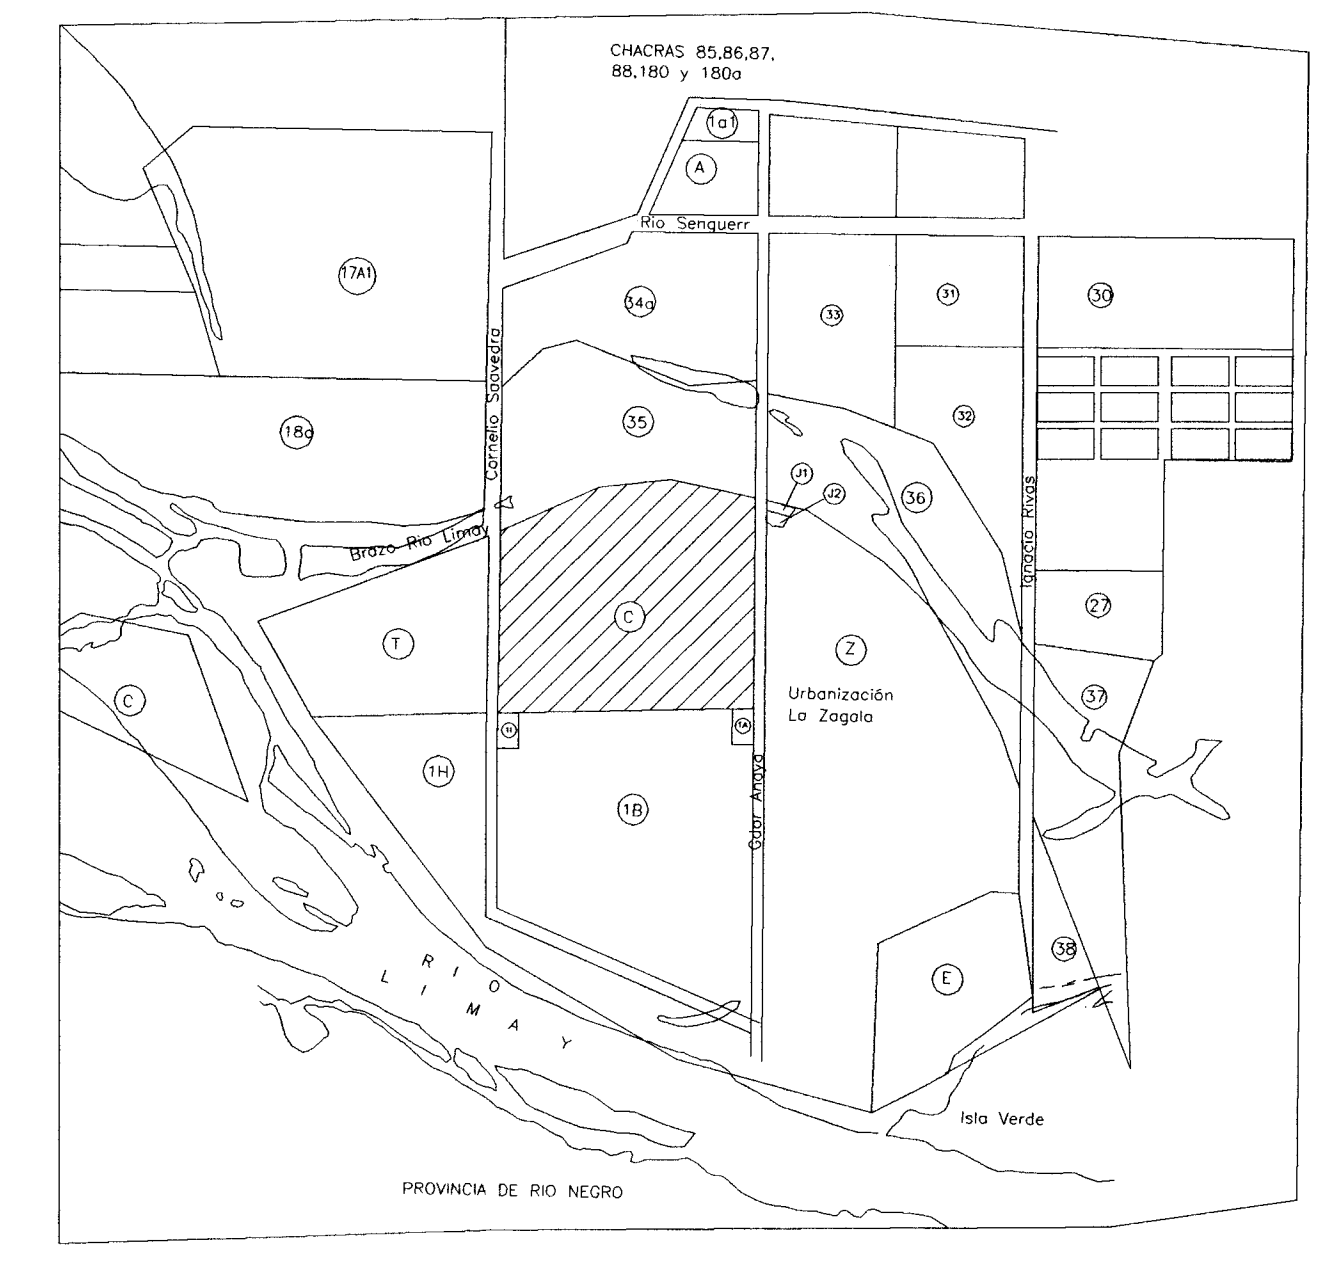 CHACRAS 85,86,87,
88,180 y 180a
1a1
A
Rio Senguerr
17A1
34a
33
31
30
Cornelio Saavedra
18a
35
32
J1
J2
36
Ignacio Rivas
Brazo Rio Limay
C
27
T
Z
C
37
Urbanización
La Zagala
1I
1A
1H
1B
Gdor Anaya
38
E
RIO
LIMAY
Isla Verde
PROVINCIA DE RIO NEGRO